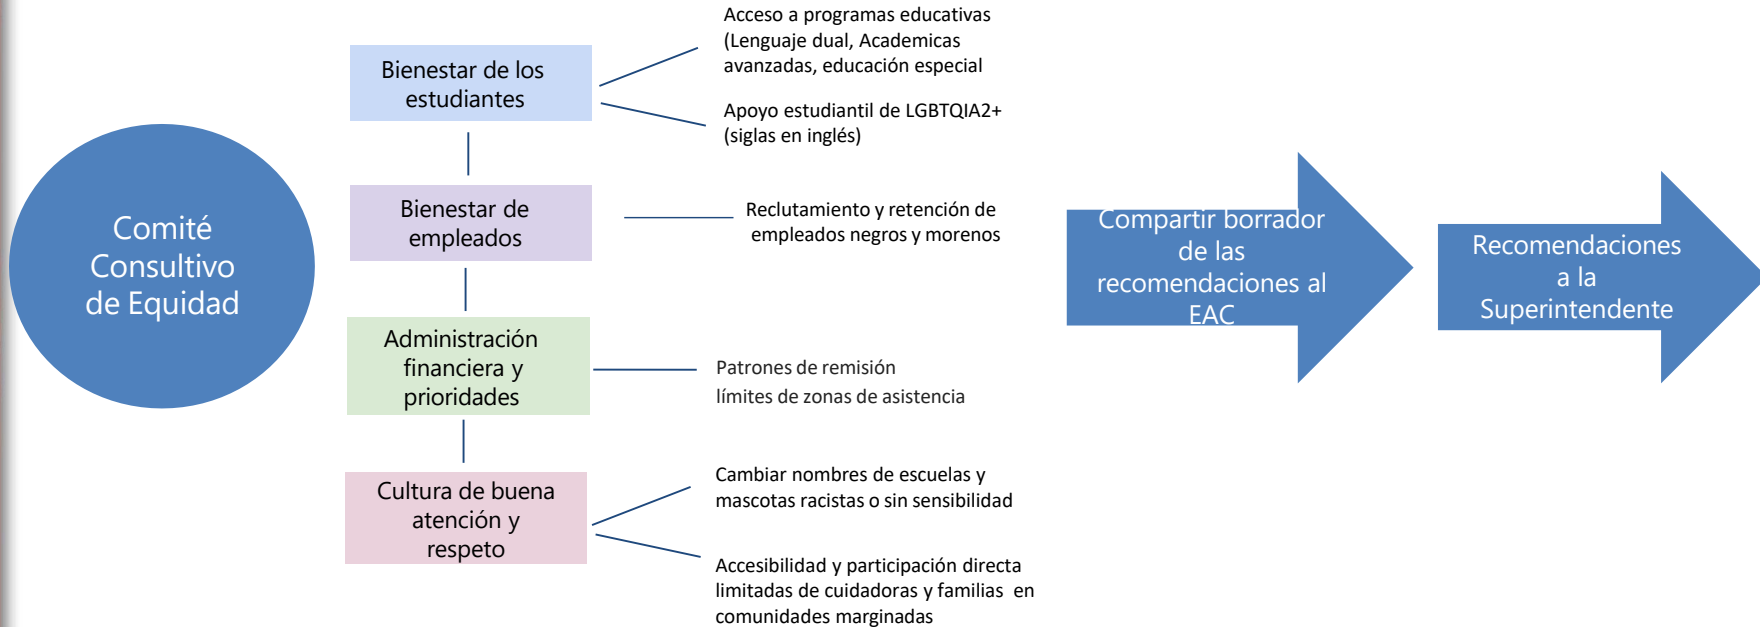 Comité
Consultivo
de Equidad
Bienestar de los
estudiantes
Acceso a programas educativas
(Lenguaje dual, Academicas
avanzadas, educación especial
Apoyo estudiantil de LGBTQIA2+
(siglas en inglés)
Bienestar de
empleados
Reclutamiento y retención de
empleados negros y morenos
Administración
financiera y
prioridades
Patrones de remisión
límites de zonas de asistencia
Cultura de buena
atención y
respeto
Cambiar nombres de escuelas y
mascotas racistas o sin sensibilidad
Accesibilidad y participación directa
limitadas de cuidadoras y familias en
comunidades marginadas
Compartir borrador
de las
recomendaciones al
EAC
Recomendaciones
a la
Superintendente